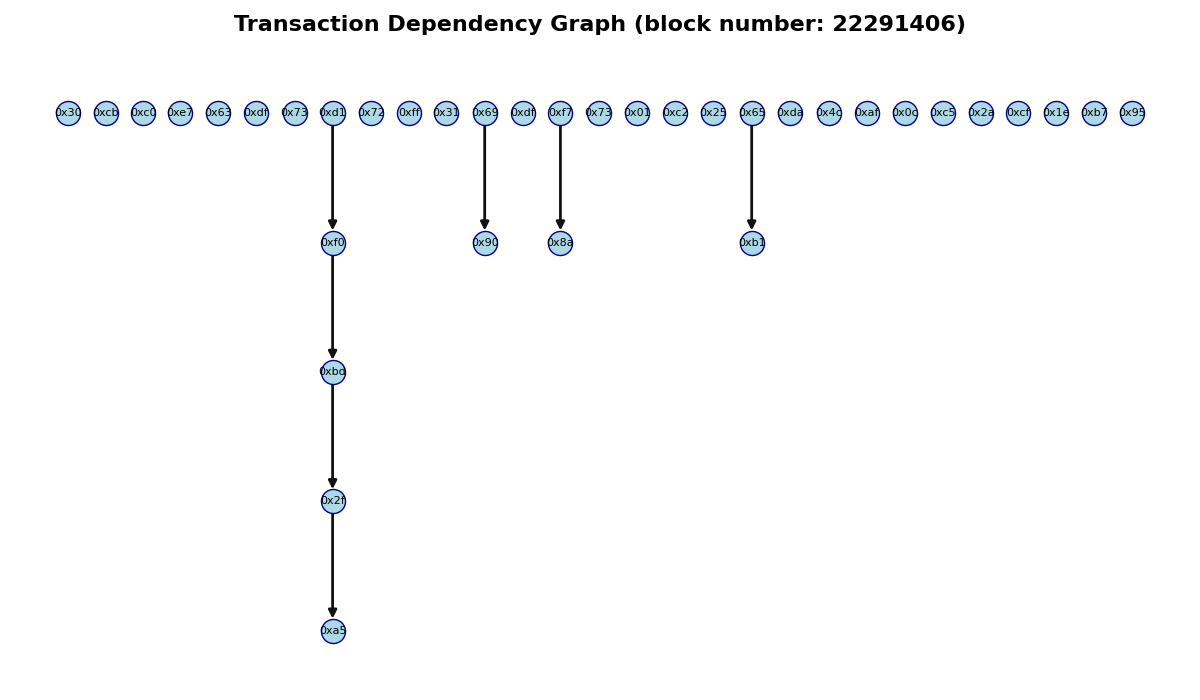 Transaction Dependency Graph (block number: 22291406)
0x30 0xcb 0xc0 0xe7 0x63 0xdf 0x73 0xd1 0x72 0xff 0x31 0x69 0xdf 0xf7 0x73 0x01 0xc2 0x25 0x65 0xda 0x4c 0xaf 0x0c 0xc5 0x2a 0xcf 0x1e 0xb7 0x95
0xf0 0x90 0x8a 0xb1
0xbd
0x2f
0xa5